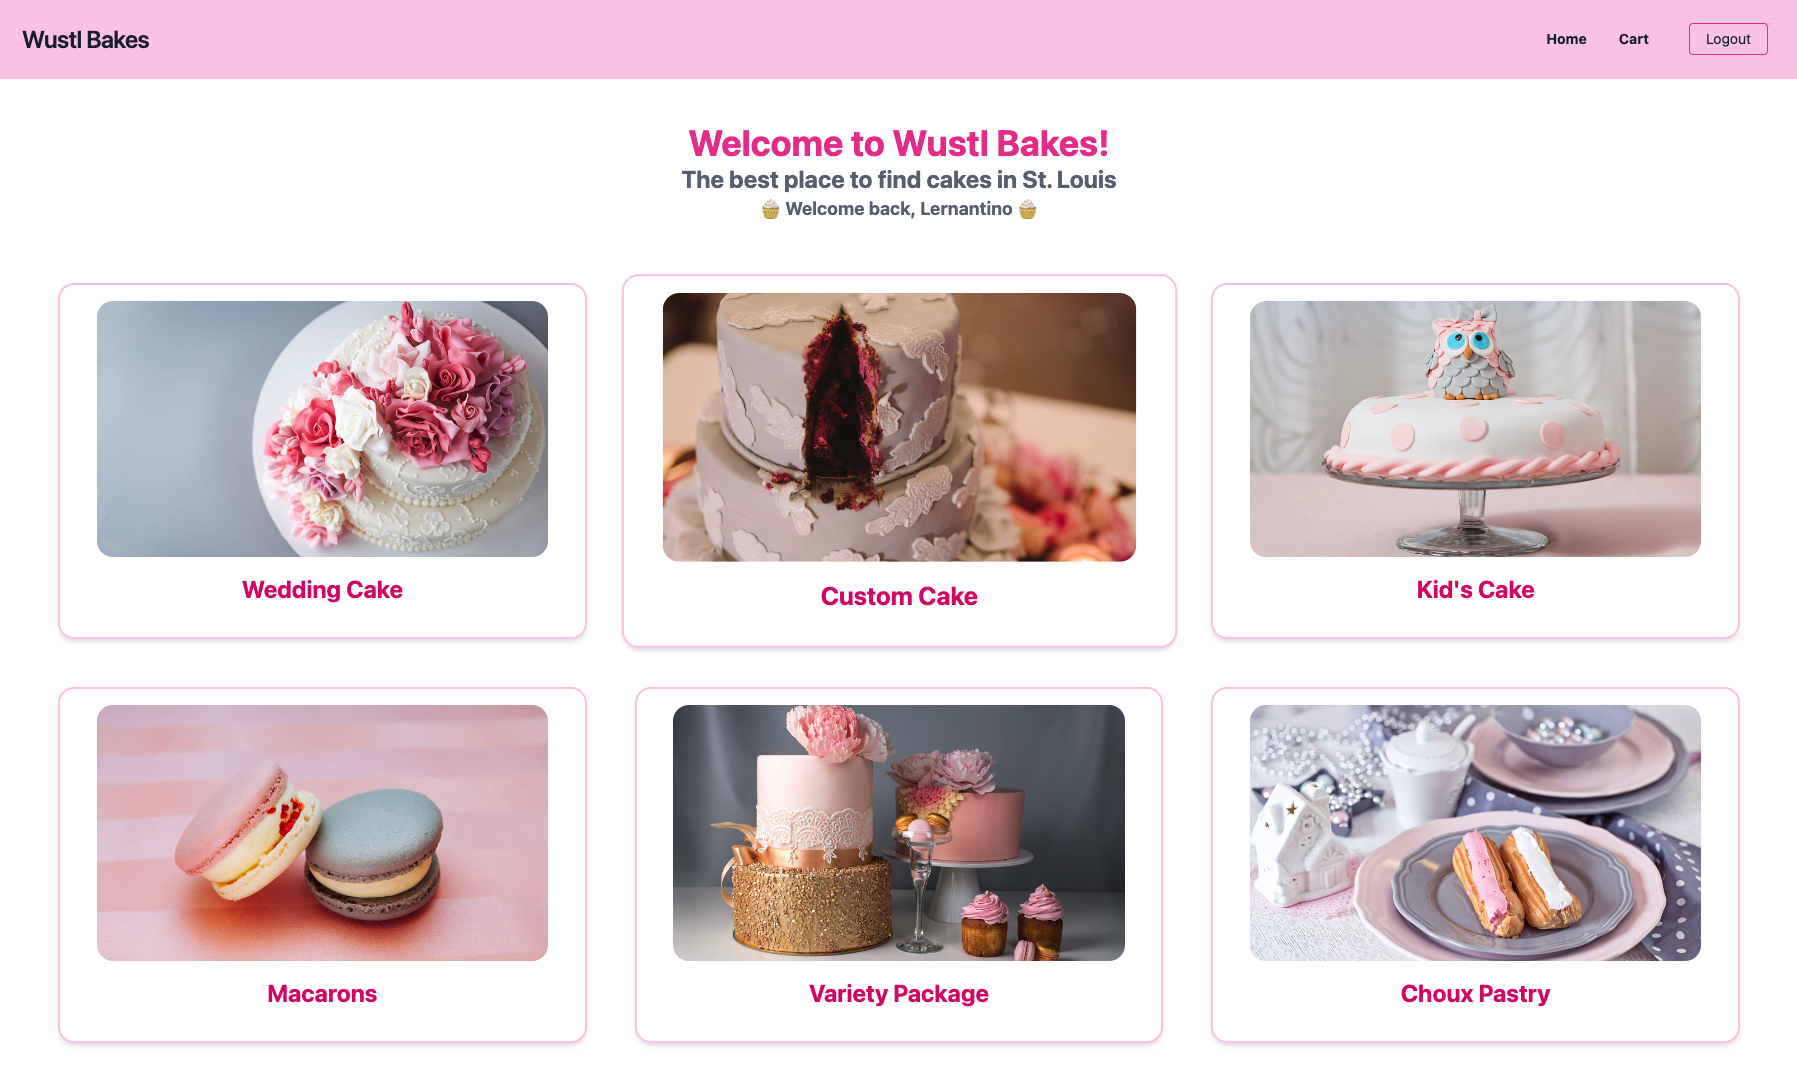 Wustl Bakes
Home
Cart
Logout
Welcome to Wustl Bakes!
The best place to find cakes in St. Louis
🧁 Welcome back, Lernantino 🧁
Wedding Cake
Custom Cake
Kid's Cake
Macarons
Variety Package
Choux Pastry